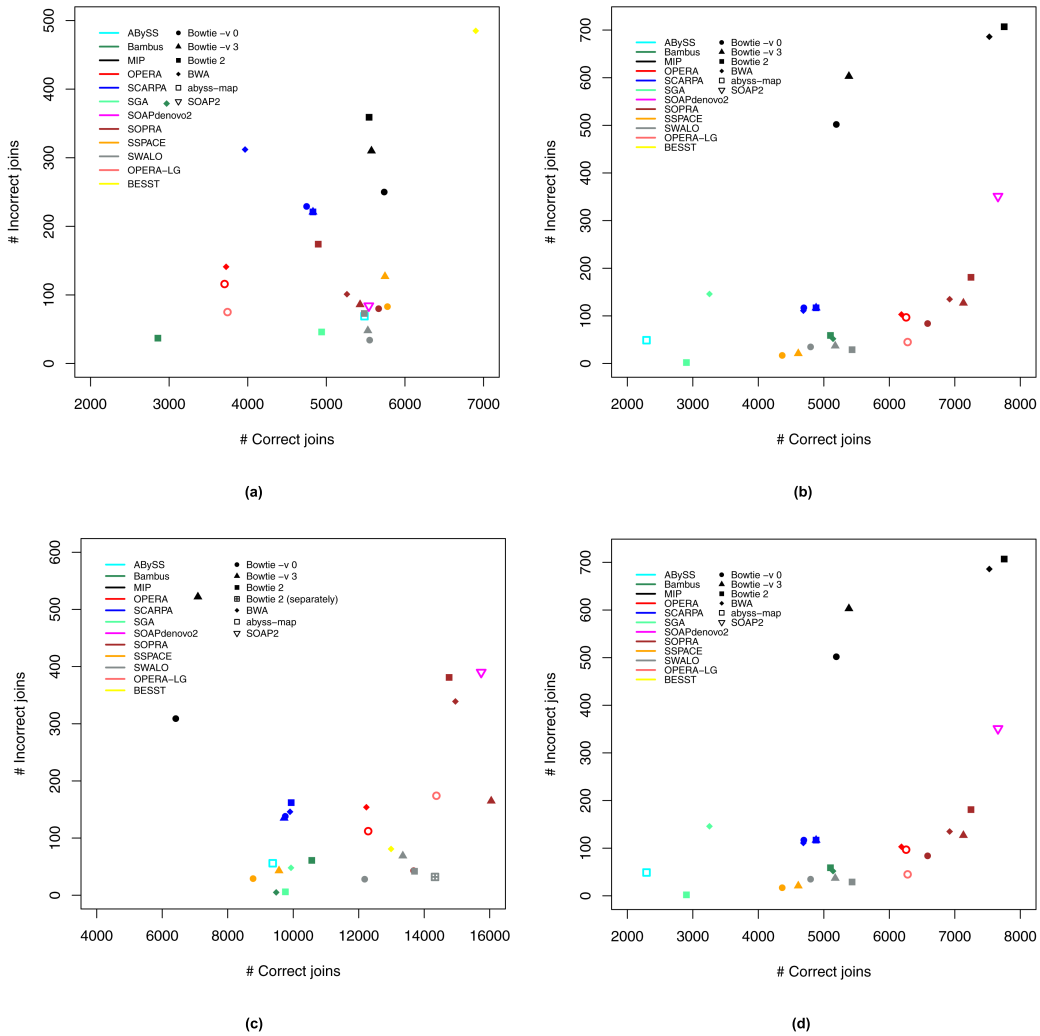 ABySS
Bambus
MIP
OPERA
SCARPA
SGA
SOAPdenovo2
SOPRA
SSPACE
SWALO
OPERA-LG
BESST
Bowtie -v 0
Bowtie -v 3
Bowtie 2
BWA
abyss-map
SOAP2
0
100
200
300
400
500
# Incorrect joins
2000
3000
4000
5000
6000
7000
# Correct joins
(a)
ABySS
Bambus
MIP
OPERA
SCARPA
SGA
SOAPdenovo2
SOPRA
SSPACE
SWALO
OPERA-LG
BESST
Bowtie -v 0
Bowtie -v 3
Bowtie 2
BWA
abyss-map
SOAP2
0
100
200
300
400
500
600
700
# Incorrect joins
2000
3000
4000
5000
6000
7000
8000
# Correct joins
(b)
ABySS
Bambus
MIP
OPERA
SCARPA
SGA
SOAPdenovo2
SOPRA
SSPACE
SWALO
OPERA-LG
BESST
Bowtie -v 0
Bowtie -v 3
Bowtie 2
Bowtie 2 (separately)
BWA
abyss-map
SOAP2
0
100
200
300
400
500
600
# Incorrect joins
4000
6000
8000
10000
12000
14000
16000
# Correct joins
(c)
ABySS
Bambus
MIP
OPERA
SCARPA
SGA
SOAPdenovo2
SOPRA
SSPACE
SWALO
OPERA-LG
BESST
Bowtie -v 0
Bowtie -v 3
Bowtie 2
BWA
abyss-map
SOAP2
0
100
200
300
400
500
600
700
# Incorrect joins
2000
3000
4000
5000
6000
7000
8000
# Correct joins
(d)